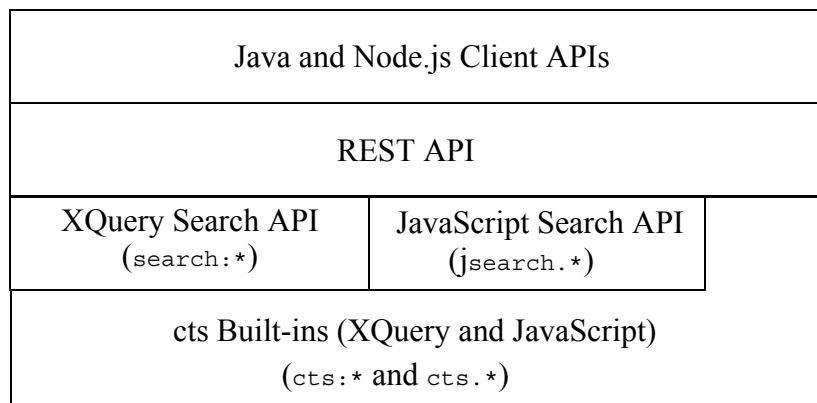 Java and Node.js Client APIs
REST API
XQuery Search API
(search:*)
JavaScript Search API
(jsearch.*)
cts Built-ins (XQuery and JavaScript)
(cts:* and cts.*)